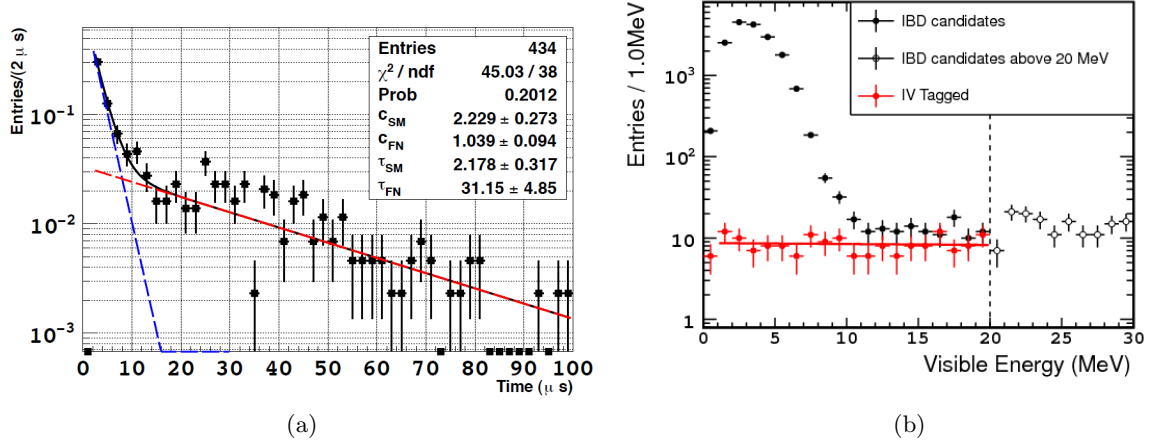 Entries/(2 μ s)
10⁻¹
10⁻²
10⁻³
Entries 434
χ² / ndf 45.03 / 38
Prob 0.2012
c_SM 2.229 ± 0.273
c_FN 1.039 ± 0.094
τ_SM 2.178 ± 0.317
τ_FN 31.15 ± 4.85
0 10 20 30 40 50 60 70 80 90 100
Time (μ s)
(a)
Entries / 1.0MeV
10³
10²
10
1
IBD candidates
IBD candidates above 20 MeV
IV Tagged
0 5 10 15 20 25 30
Visible Energy (MeV)
(b)